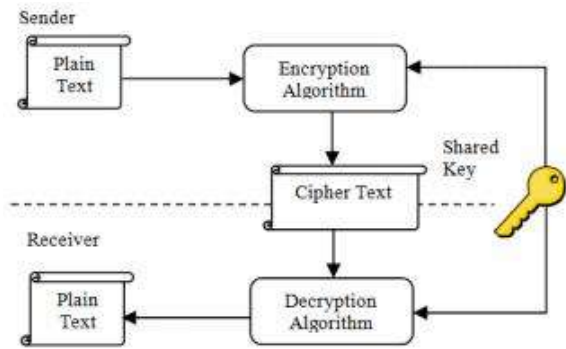 Sender
Plain
Text
Encryption
Algorithm
Shared
Key
Cipher Text
Receiver
Plain
Text
Decryption
Algorithm